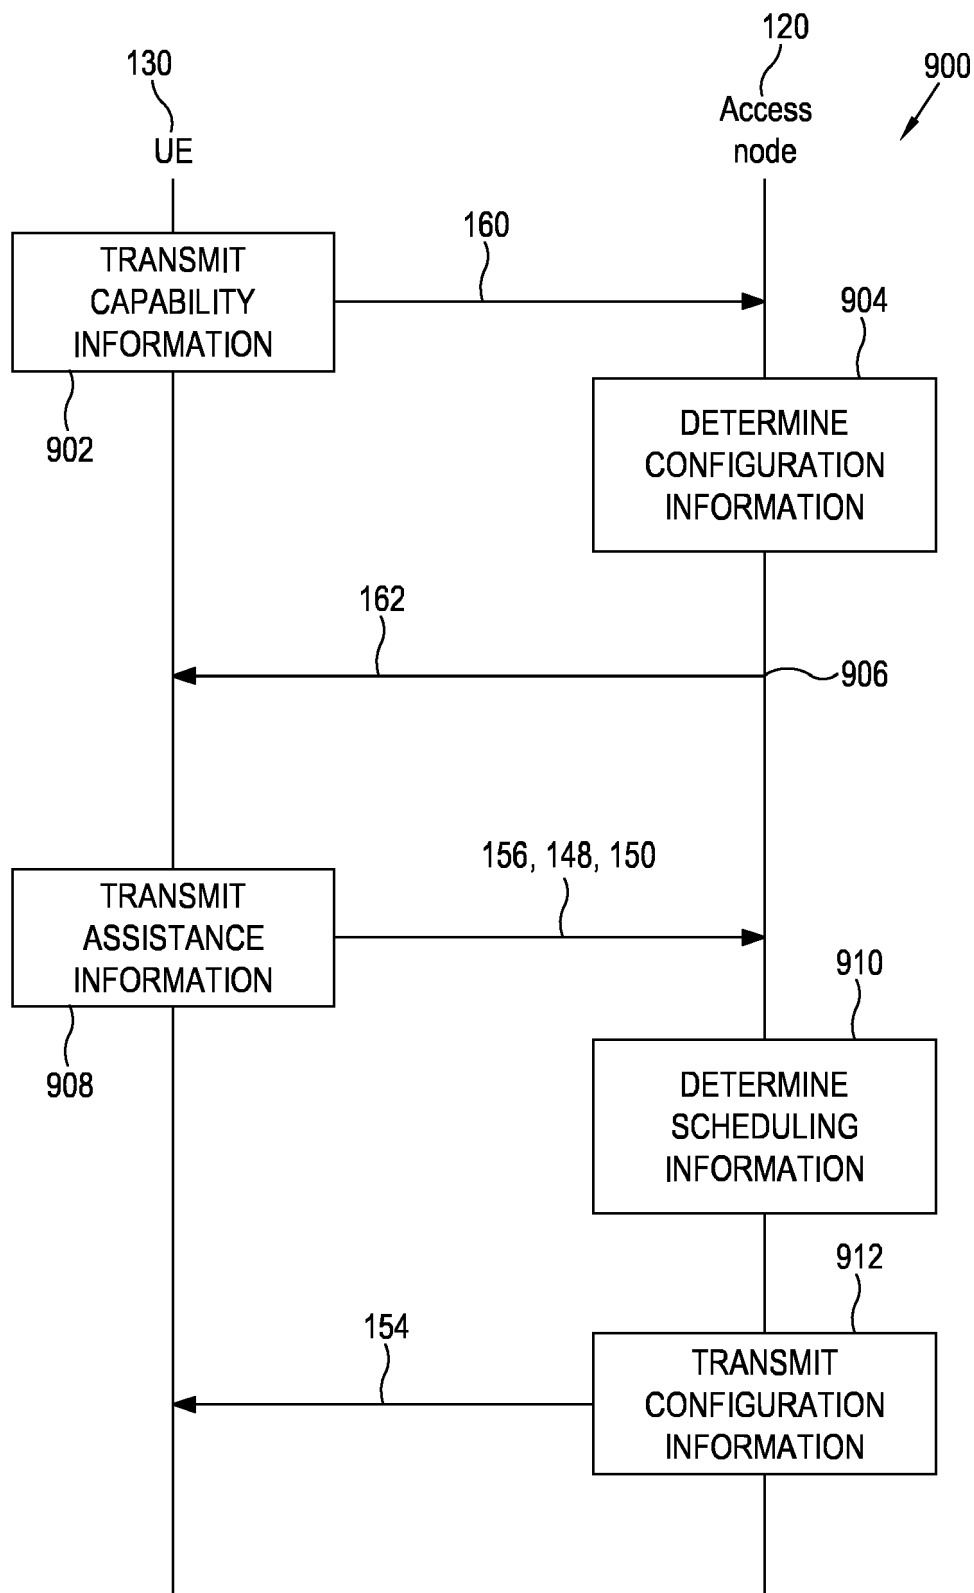 120
130
900
Access
node
UE
160
TRANSMIT
CAPABILITY
INFORMATION
904
902
DETERMINE
CONFIGURATION
INFORMATION
162
906
156, 148, 150
TRANSMIT
ASSISTANCE
INFORMATION
910
908
DETERMINE
SCHEDULING
INFORMATION
912
154
TRANSMIT
CONFIGURATION
INFORMATION